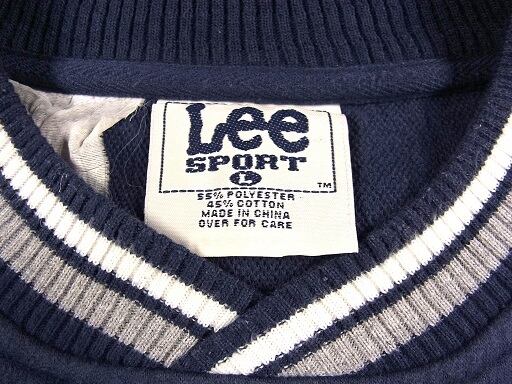 Lee
SPORT
L
TM
55% POLYESTER
45% COTTON
MADE IN CHINA
OVER FOR CARE